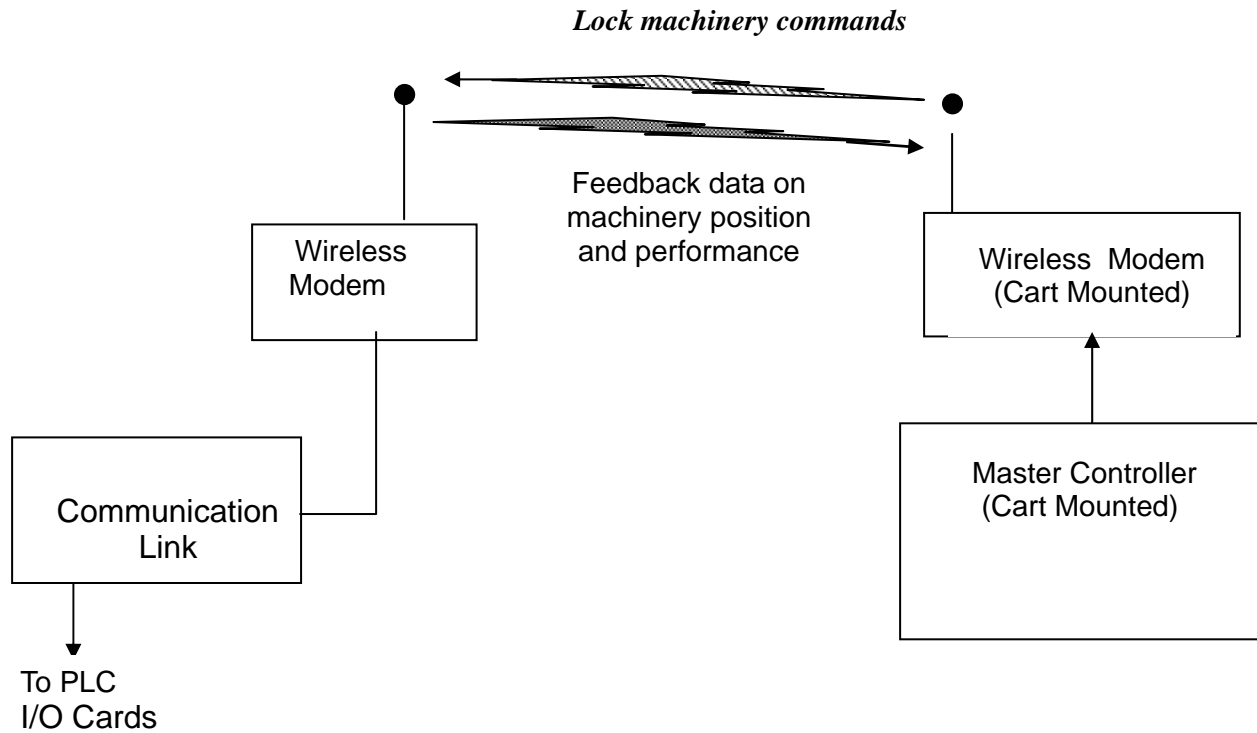 Lock machinery commands
Feedback data on
machinery position
and performance
Wireless
Modem
Wireless Modem
(Cart Mounted)
Communication
Link
Master Controller
(Cart Mounted)
To PLC
I/O Cards